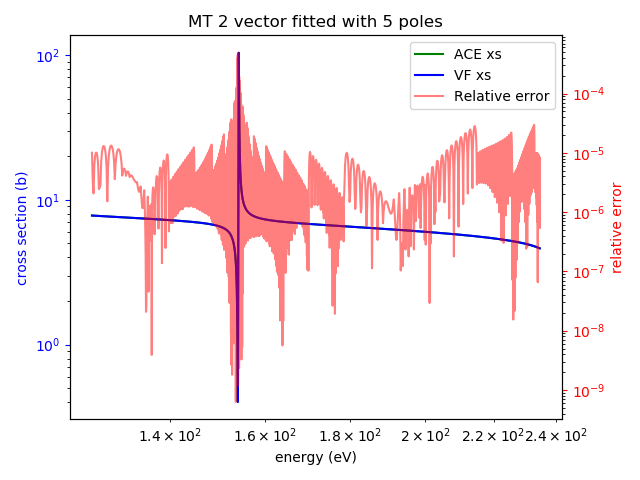 MT 2 vector fitted with 5 poles
ACE xs
VF xs
Relative error
cross section (b)
10²
10¹
10⁰
10⁻⁴
10⁻⁵
10⁻⁶
10⁻⁷
10⁻⁸
10⁻⁹
relative error
1.4 × 10² 1.6 × 10² 1.8 × 10² 2 × 10² 2.2 × 10² 2.4 × 10²
energy (eV)